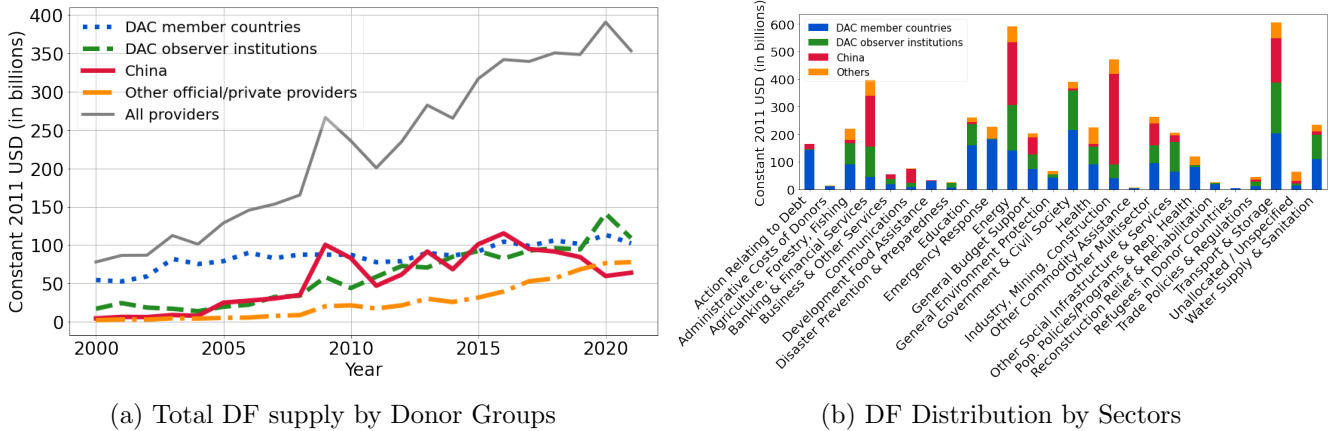 Constant 2011 USD (in billions)
400
350
300
250
200
150
100
50
0
DAC member countries
DAC observer institutions
China
Other official/private providers
All providers
2000
2005
2010
2015
2020
Year
(a) Total DF supply by Donor Groups
Constant 2011 USD (in billions)
600
500
400
300
200
100
0
DAC member countries
DAC observer institutions
China
Others
Action Relating to Debt
Administrative Costs of Donors
Agriculture, Forestry, Fishing
Banking & Financial Services
Business & Other Services
Communications
Development Food Assistance
Disaster Prevention & Preparedness
Education
Emergency Response
Energy
General Budget Support
General Environment Protection
Government & Civil Society
Health
Industry, Mining, Construction
Other Commodity Assistance
Other Multisector
Other Social Infrastructure & Services
Pop. Policies/Programs & Rep. Health
Reconstruction Relief & Rehabilitation
Refugees in Donor Countries
Trade Policies & Regulations
Transport & Storage
Unallocated / Unspecified
Water Supply & Sanitation
(b) DF Distribution by Sectors